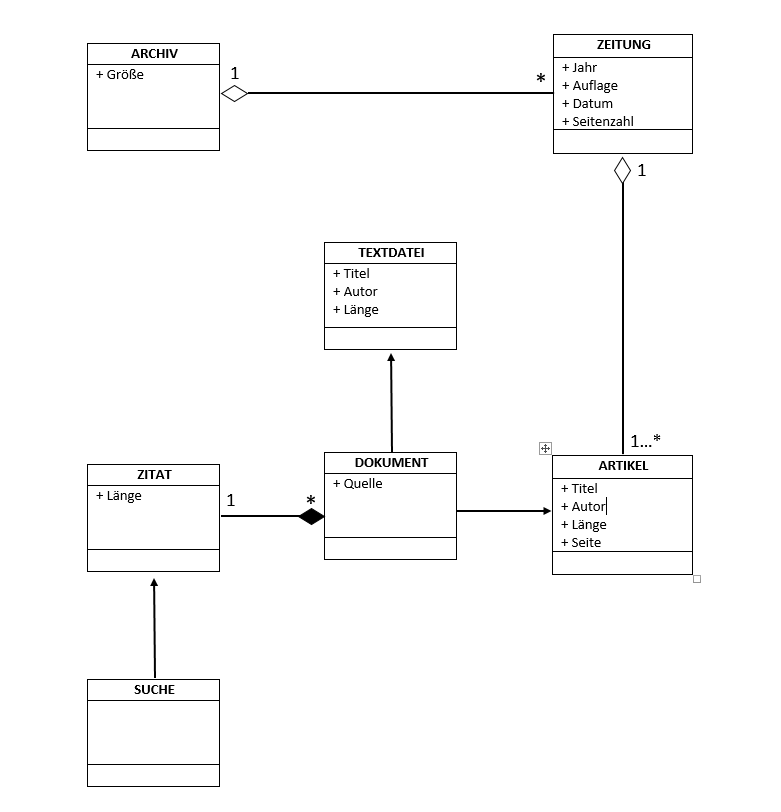 ARCHIV
+ Größe
1
*
ZEITUNG
+ Jahr
+ Auflage
+ Datum
+ Seitenzahl
1
TEXTDATEI
+ Titel
+ Autor
+ Länge
1...*
ZITAT
+ Länge
1
*
DOKUMENT
+ Quelle
ARTIKEL
+ Titel
+ Autor
+ Länge
+ Seite
SUCHE